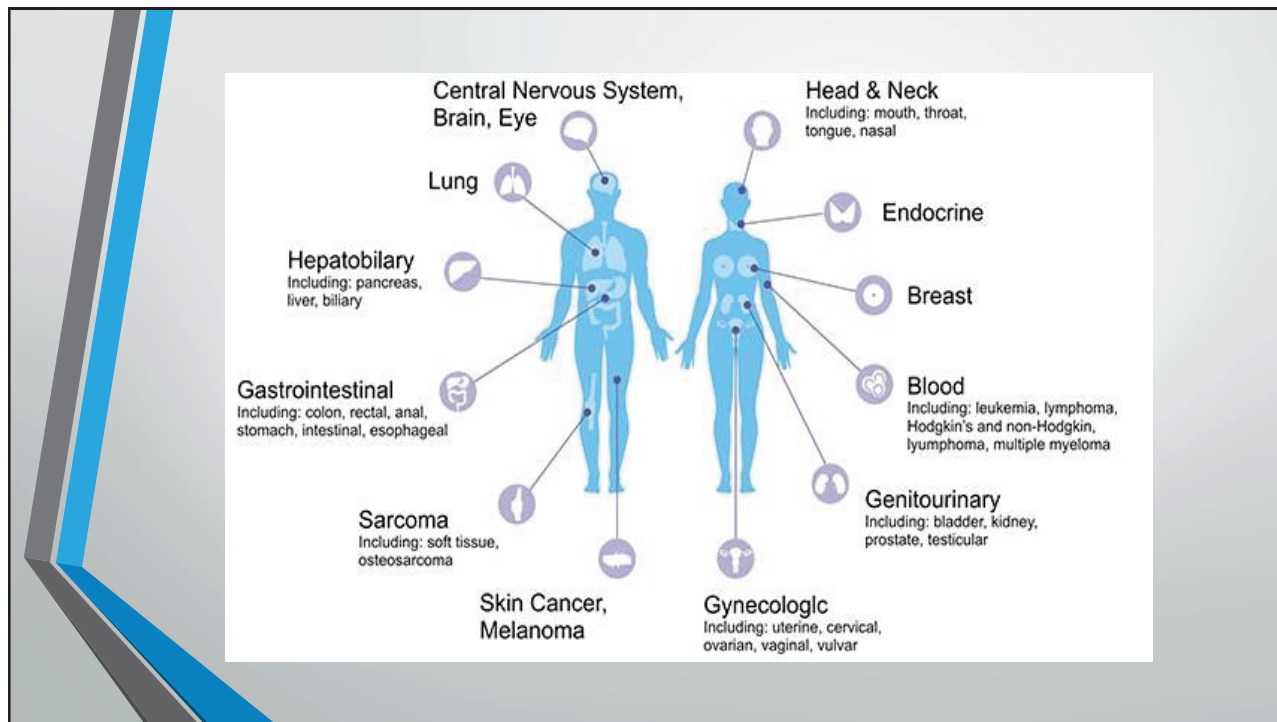 Central Nervous System,
Brain, Eye
Lung
Hepatobilary
Including: pancreas,
liver, biliary
Gastrointestinal
Including: colon, rectal, anal,
stomach, intestinal, esophageal
Sarcoma
Including: soft tissue,
osteosarcoma
Skin Cancer,
Melanoma
Head & Neck
Including: mouth, throat,
tongue, nasal
Endocrine
Breast
Blood
Including: leukemia, lymphoma,
Hodgkin's and non-Hodgkin,
lyumphoma, multiple myeloma
Genitourinary
Including: bladder, kidney,
prostate, testicular
Gynecologlc
Including: uterine, cervical,
ovarian, vaginal, vulvar